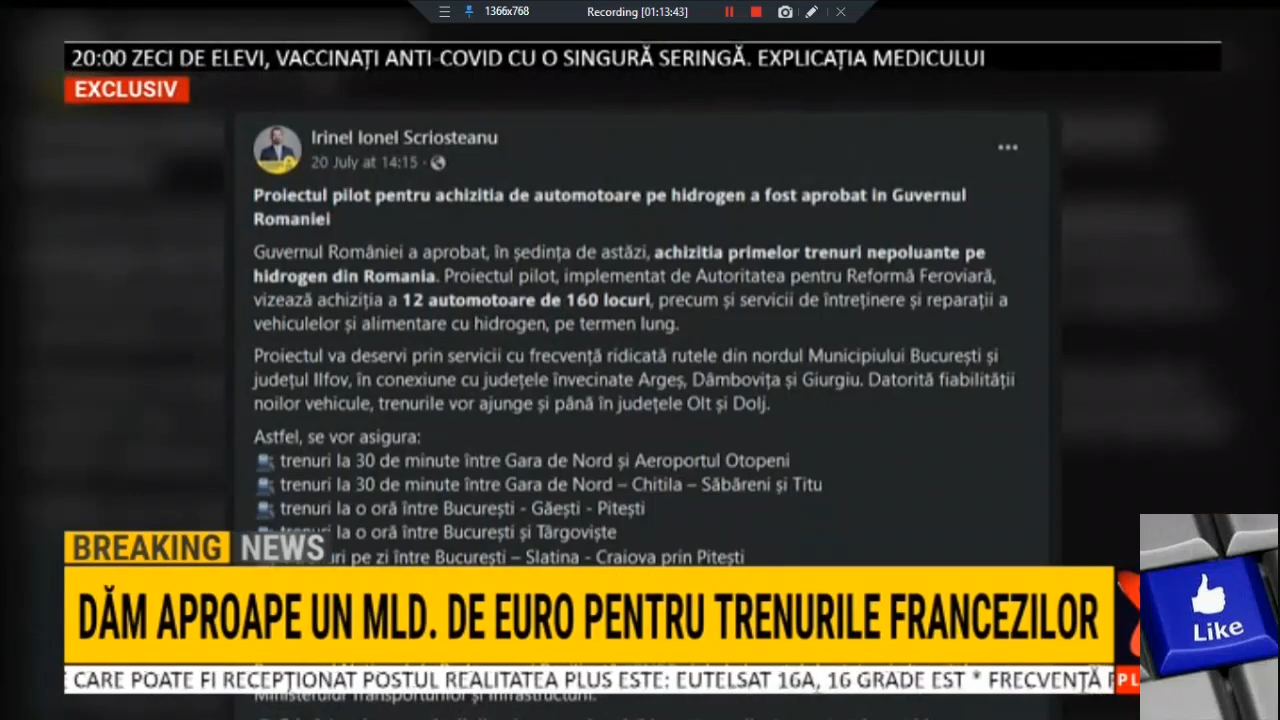 1366x768
Recording [01:13:43]
20:00 ZECI DE ELEVI, VACCINAȚI ANTI-COVID CU O SINGURĂ SERINGĂ. EXPLICAȚIA MEDICULUI
EXCLUSIV
Irinel Ionel Scriosteanu
20 July at 14:15 ·
Proiectul pilot pentru achizitia de automotoare pe hidrogen a fost aprobat in Guvernul
Romaniei
Guvernul României a aprobat, în ședința de astăzi, achizitia primelor trenuri nepoluante pe
hidrogen din Romania. Proiectul pilot, implementat de Autoritatea pentru Reformă Feroviară,
vizează achiziția a 12 automotoare de 160 locuri, precum și servicii de întreținere și reparații a
vehiculelor și alimentare cu hidrogen, pe termen lung.
Proiectul va deservi prin servicii cu frecvență ridicată rutele din nordul Municipiului București și
județul Ilfov, în conexiune cu județele învecinate Argeș, Dâmbovița și Giurgiu. Datorită fiabilității
noilor vehicule, trenurile vor ajunge și până în județele Olt și Dolj.
Astfel, se vor asigura:
trenuri la 30 de minute între Gara de Nord și Aeroportul Otopeni
trenuri la 30 de minute între Gara de Nord – Chitila – Săbăreni și Titu
trenuri la o oră între București - Găești - Pitești
la o oră între București și Târgoviște
pe zi între București – Slatina - Craiova prin Pitești
BREAKING NEWS
DĂM APROAPE UN MLD. DE EURO PENTRU TRENURILE FRANCEZILOR
Like
CARE POATE FI RECEPȚIONAT POSTUL REALITATEA PLUS ESTE: EUTELSAT 16A, 16 GRADE EST * FRECVENȚĂ
PL
Ministerului Transporturilor și Infrastructurii.